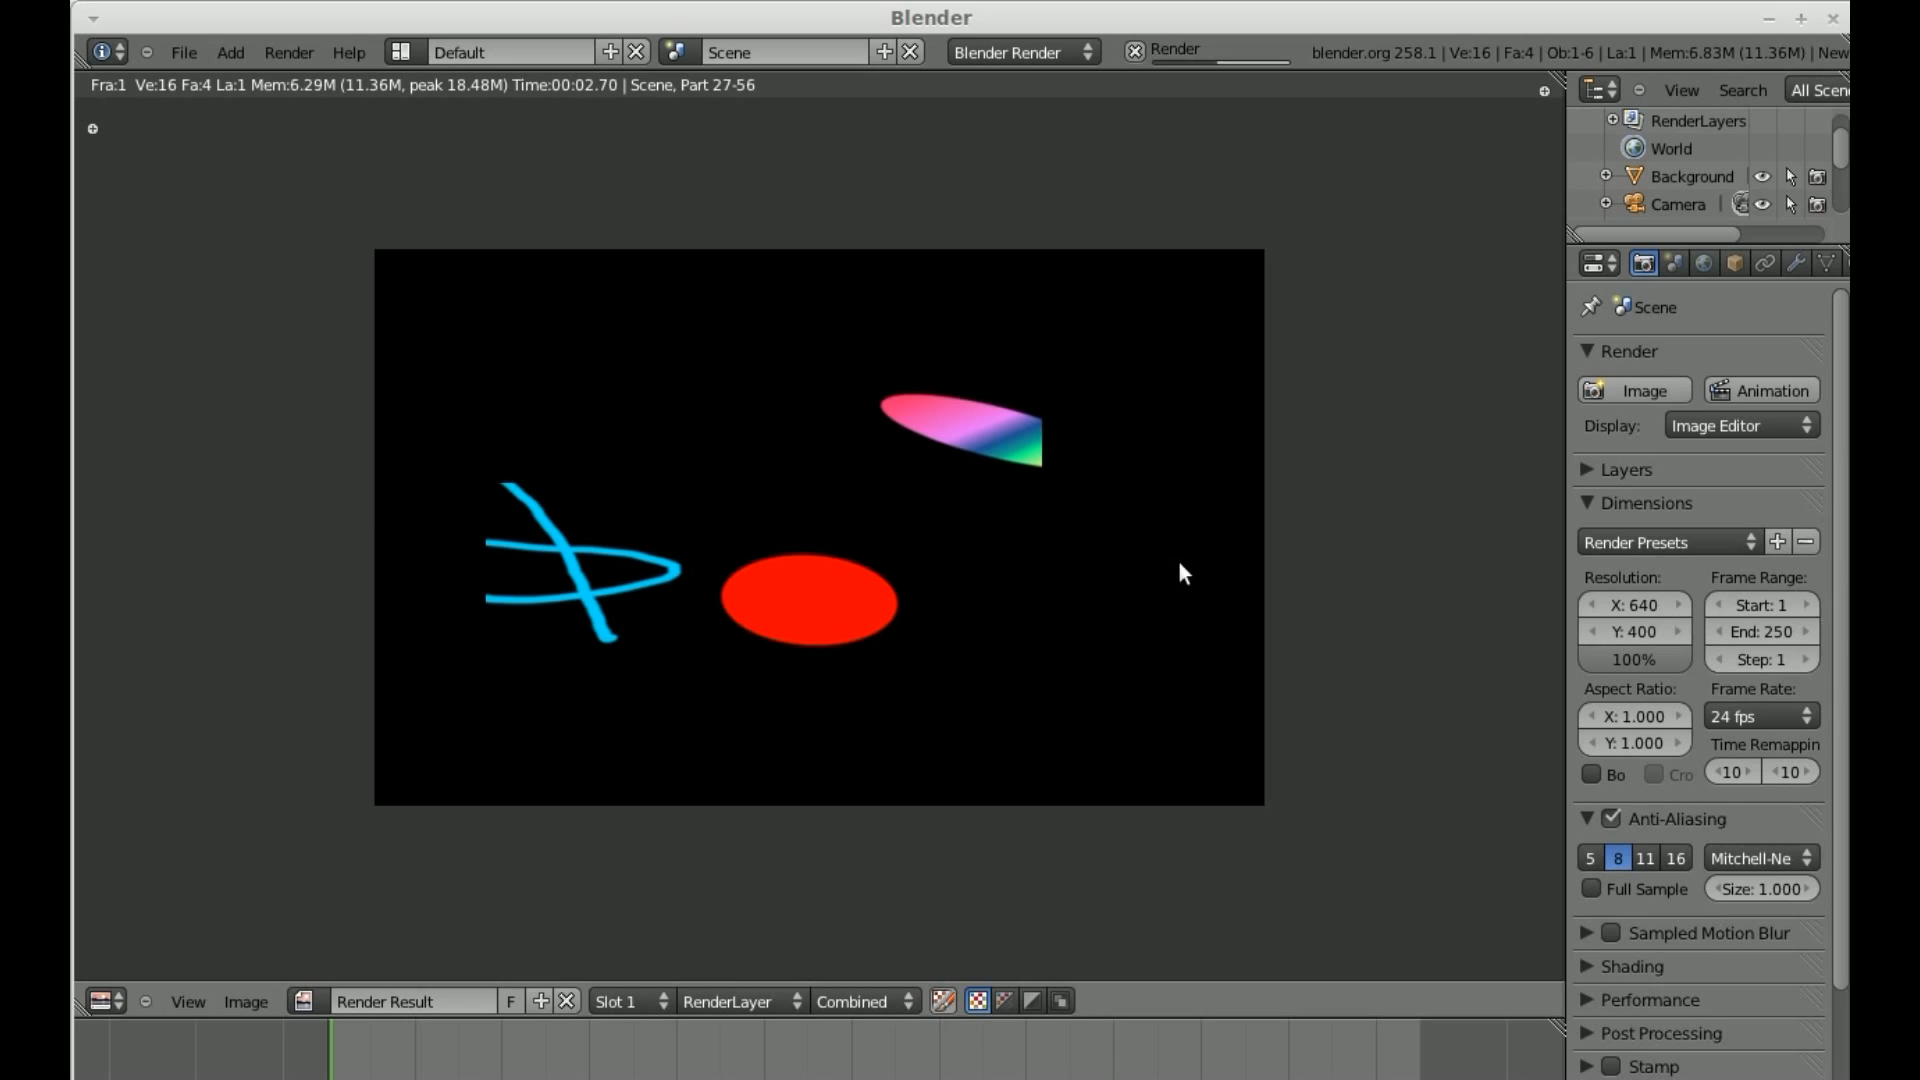 Blender
File Add Render Help Default Scene Blender Render Render blender.org 258.1 | Ve:16 | Fa:4 | Ob:1-6 | La:1 | Mem:6.83M (11.36M) | New
Fra:1 Ve:16 Fa:4 La:1 Mem:6.29M (11.36M, peak 18.48M) Time:00:02.70 | Scene, Part 27-56
View Search All Scen
RenderLayers
World
Background
Camera
Scene
Render
Image Animation
Display: Image Editor
Layers
Dimensions
Render Presets
Resolution: Frame Range:
X: 640 Start: 1
Y: 400 End: 250
100% Step: 1
Aspect Ratio: Frame Rate:
X: 1.000 24 fps
Y: 1.000 Time Remappin
Bo Cro 10 10
Anti-Aliasing
5 8 11 16 Mitchell-Ne
Full Sample Size: 1.000
Sampled Motion Blur
Shading
Performance
Post Processing
Stamp
View Image Render Result F Slot 1 RenderLayer Combined